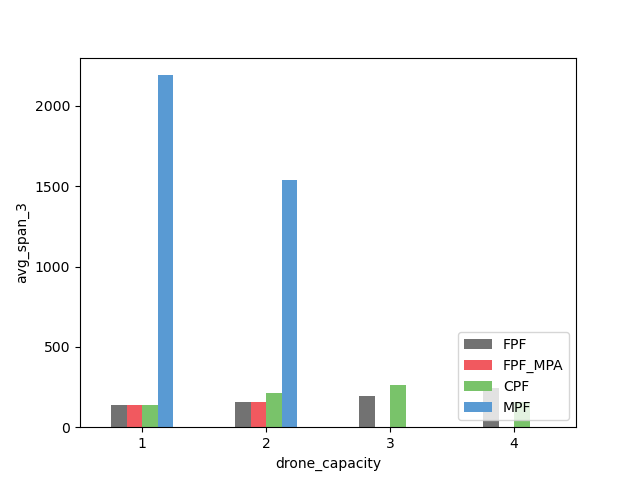 2000
1500
1000
500
0
avg_span_3
FPF
FPF_MPA
CPF
MPF
1 2 3 4
drone_capacity